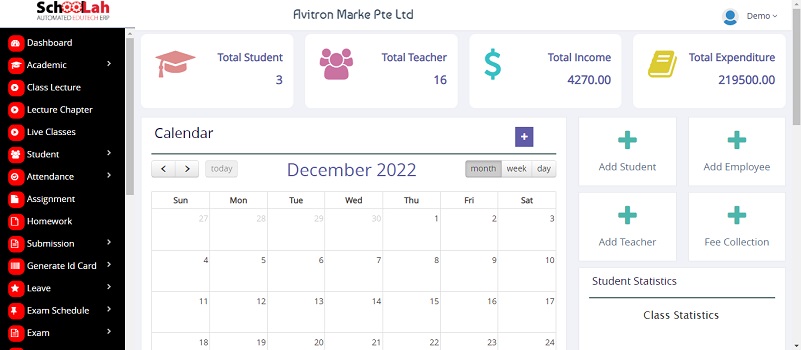 SCHOOLah
AUTOMATED EDUTECH ERP
Avitron Marke Pte Ltd
Demo
Dashboard
Academic
Class Lecture
Lecture Chapter
Live Classes
Student
Attendance
Assignment
Homework
Submission
Generate Id Card
Leave
Exam Schedule
Exam
Total Student
3
Total Teacher
16
Total Income
4270.00
Total Expenditure
219500.00
Calendar
+
today
December 2022
month week day
Sun Mon Tue Wed Thu Fri Sat
27 28 29 30 1 2 3
4 5 6 7 8 9 10
11 12 13 14 15 16 17
18 19 20 21 22 23 24
Add Student
Add Employee
Add Teacher
Fee Collection
Student Statistics
Class Statistics